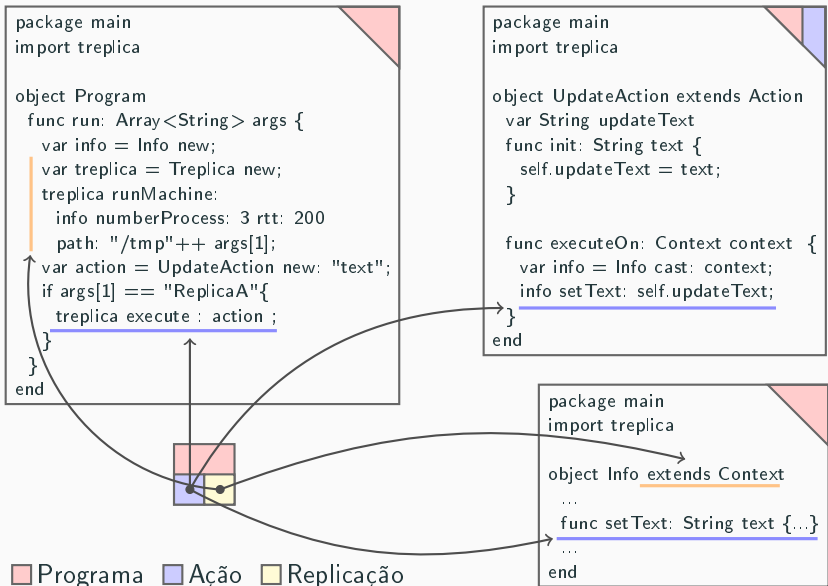 package main
import treplica
object Program
func run: Array<String> args {
var info = Info new;
var treplica = Treplica new;
treplica runMachine:
info numberProcess: 3 rtt: 200
path: "/tmp"++ args[1];
var action = UpdateAction new: "text";
if args[1] == "ReplicaA"{
treplica execute : action ;
}
}
end
package main
import treplica
object UpdateAction extends Action
var String updateText
func init: String text {
self.updateText = text;
}
func executeOn: Context context {
var info = Info cast: context;
info setText: self.updateText;
}
end
package main
import treplica
object Info extends Context
...
func setText: String text {...}
...
end
Programa
Ação
Replicação